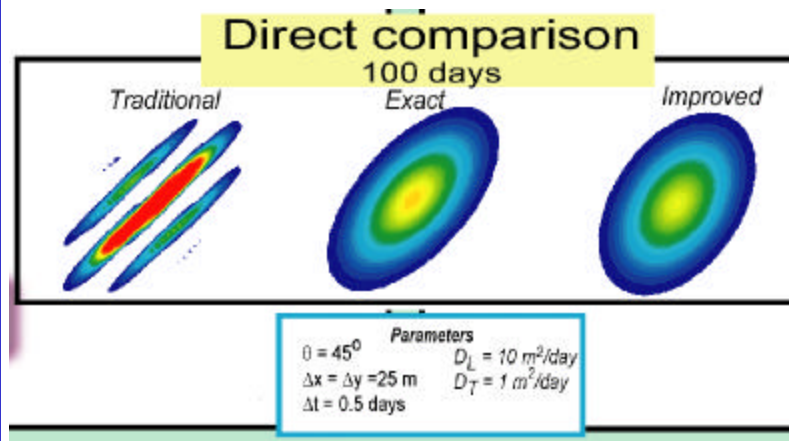 Direct comparison
100 days
Traditional Exact Improved
Parameters
θ = 45⁰
D_L = 10 m²/day
Δx = Δy =25 m
D_T = 1 m²/day
Δt = 0.5 days